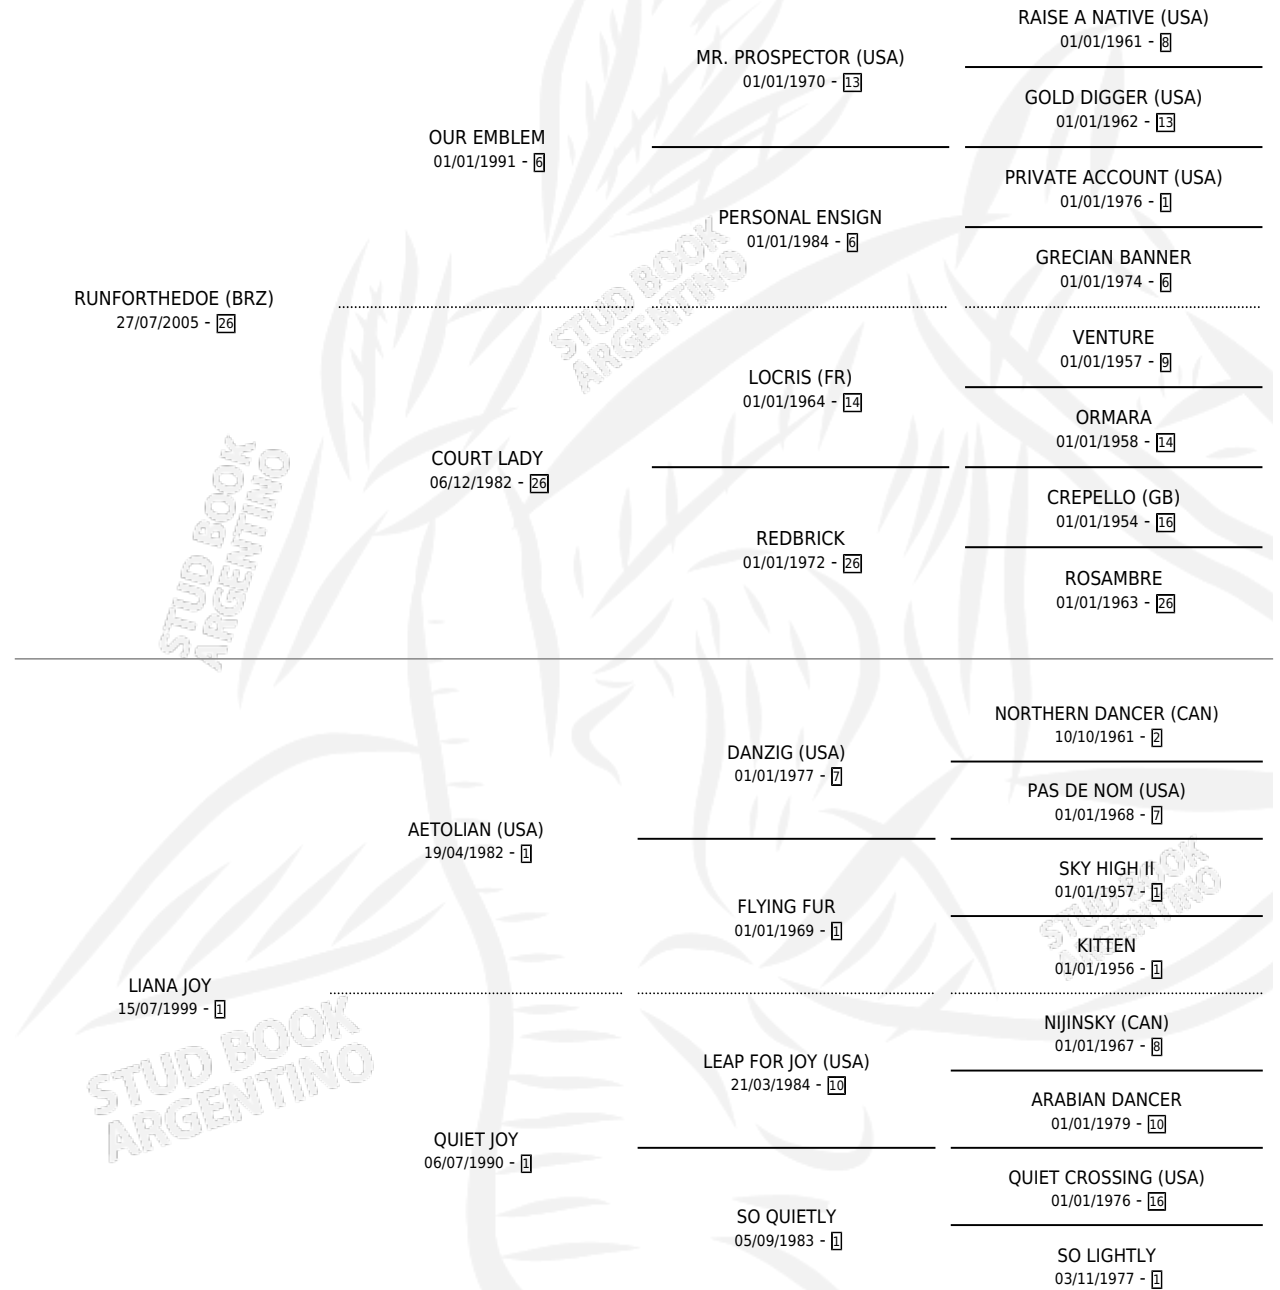 RAISE A NATIVE (USA)
01/01/1961 - 8
MR. PROSPECTOR (USA)
01/01/1970 - 13
GOLD DIGGER (USA)
01/01/1962 - 13
OUR EMBLEM
01/01/1991 - 6
PRIVATE ACCOUNT (USA)
01/01/1976 - 1
PERSONAL ENSIGN
01/01/1984 - 6
GRECIAN BANNER
01/01/1974 - 6
RUNFORTHEDOE (BRZ)
27/07/2005 - 26
STUD BOOK
ARGENTINO
VENTURE
01/01/1957 - 9
LOCRIS (FR)
01/01/1964 - 14
ORMARA
01/01/1958 - 14
COURT LADY
06/12/1982 - 26
CREPELLO (GB)
01/01/1954 - 16
REDBRICK
01/01/1972 - 26
ROSAMBRE
01/01/1963 - 26
STUD BOOK
ARGENTINO
NORTHERN DANCER (CAN)
10/10/1961 - 2
DANZIG (USA)
01/01/1977 - 7
PAS DE NOM (USA)
01/01/1968 - 7
AETOLIAN (USA)
19/04/1982 - 1
SKY HIGH II
01/01/1957 - 1
FLYING FUR
01/01/1969 - 1
STUD BOOK
ARGENTINO
KITTEN
01/01/1956 - 1
LIANA JOY
15/07/1999 - 1
NIJINSKY (CAN)
01/01/1967 - 8
LEAP FOR JOY (USA)
21/03/1984 - 10
STUD BOOK
ARGENTINO
ARABIAN DANCER
01/01/1979 - 10
QUIET JOY
06/07/1990 - 1
QUIET CROSSING (USA)
01/01/1976 - 16
SO QUIETLY
05/09/1983 - 1
SO LIGHTLY
03/11/1977 - 1